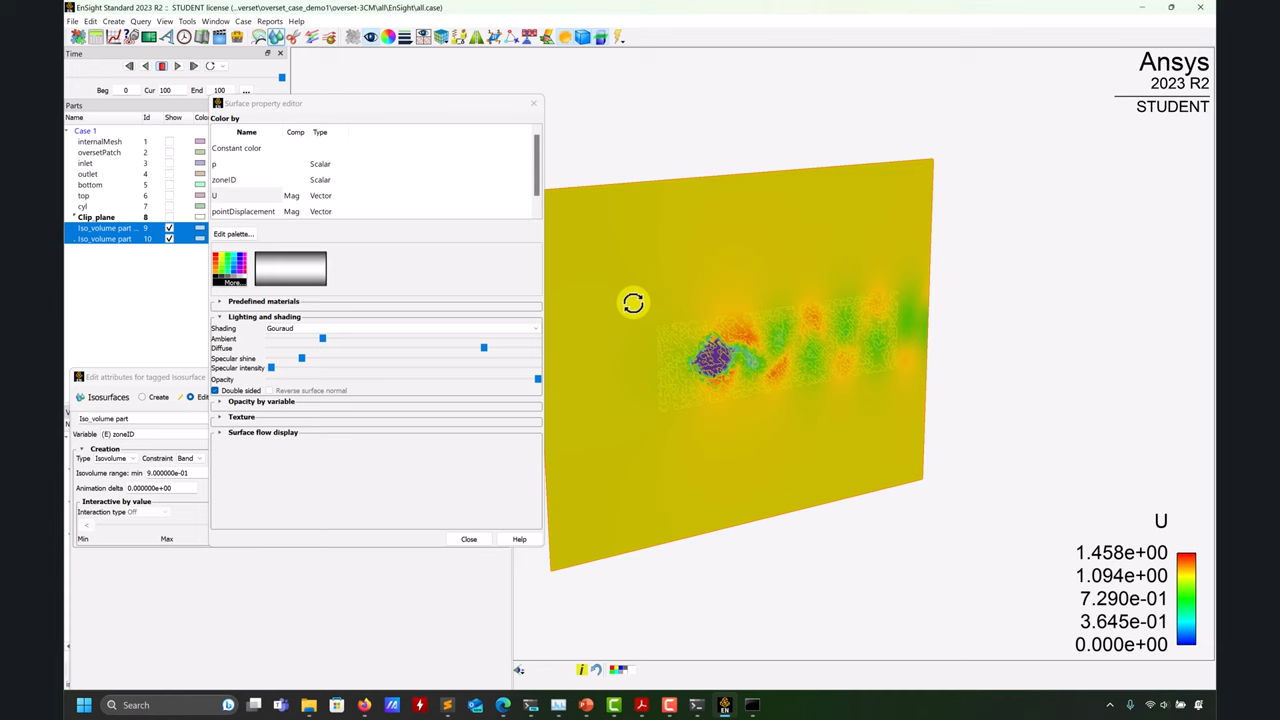 EnSight Standard 2023 R2 :: STUDENT license (..verset\overset_case_demo1\overset-3CM\all\EnSight\all.case)
File Edit Create Query View Tools Window Case Reports Help
Time
Beg 0 Cur 100 End 100 ...
Parts
Name Id Show Colo
Case 1
internalMesh 1
oversetPatch 2
inlet 3
outlet 4
bottom 5
top 6
cyl 7
Clip_plane 8
Iso_volume part ... 9
Iso_volume part 10
Surface property editor
Color by
Name Comp Type
Constant color
p Scalar
zoneID Scalar
U Mag Vector
pointDisplacement Mag Vector
Edit palette...
More...
Predefined materials
Lighting and shading
Shading Gouraud
Ambient
Diffuse
Specular shine
Specular intensity
Opacity
Double sided Reverse surface normal
Opacity by variable
Texture
Surface flow display
Close Help
Edit attributes for tagged Isosurface
Isosurfaces Create Edit
Iso_volume part
Variable (E) zoneID
Creation
Type Isovolume Constraint Band
Isovolume range: min 9.000000e-01
Animation delta 0.000000e+00
Interactive by value
Interaction type Off
<
Min Max
Ansys
2023 R2
STUDENT
U
1.458e+00
1.094e+00
7.290e-01
3.645e-01
0.000e+00
Search